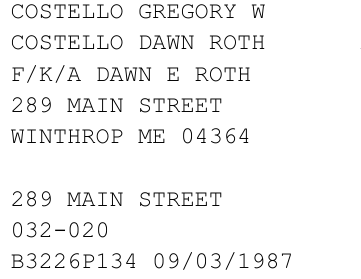 COSTELLO GREGORY W
COSTELLO DAWN ROTH
F/K/A DAWN E ROTH
289 MAIN STREET
WINTHROP ME 04364

289 MAIN STREET
032-020
B3226P134 09/03/1987